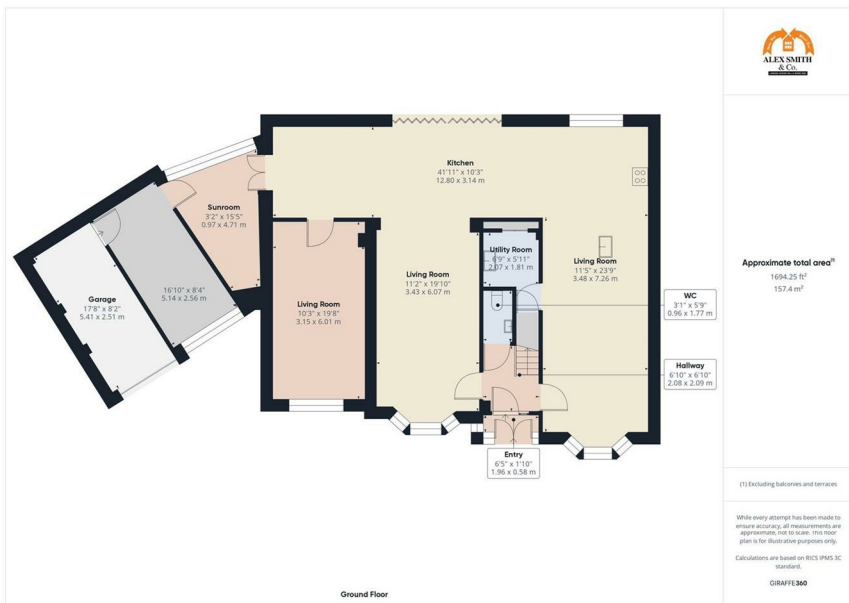 ALEX SMITH
& Co.
Kitchen
41'11" x 10'3"
12.80 x 3.14 m
Sunroom
3'2" x 15'5"
0.97 x 4.71 m
Utility Room
6'9" x 5'11"
2.07 x 1.81 m
Living Room
11'5" x 23'9"
3.48 x 7.26 m
Living Room
11'2" x 19'10"
3.43 x 6.07 m
16'10" x 8'4"
5.14 x 2.56 m
Garage
17'8" x 8'2"
5.41 x 2.51 m
Living Room
10'3" x 19'8"
3.15 x 6.01 m
WC
3'1" x 5'9"
0.96 x 1.77 m
Hallway
6'10" x 6'10"
2.08 x 2.09 m
Entry
6'5" x 1'10"
1.96 x 0.58 m
Ground Floor
Approximate total area(1)
1694.25 ft²
157.4 m²
(1) Excluding balconies and terraces
While every attempt has been made to
ensure accuracy, all measurements are
approximate, not to scale. This floor
plan is for illustrative purposes only.
Calculations are based on RICS IPMS 3C
standard.
GIRAFFE360